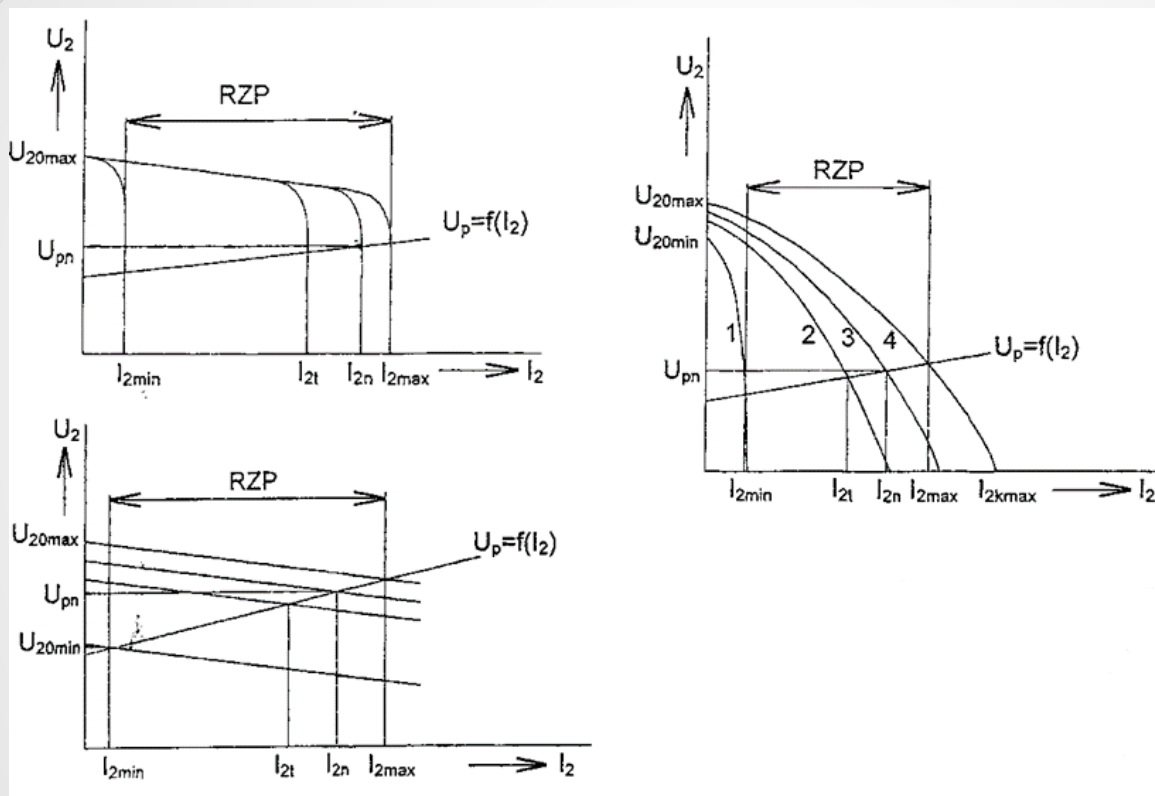 U2
RZP
U20max
Up=f(I2)
Upn
I2min I2t I2n I2max I2
U2
RZP
U20max
U20min
1 2 3 4
Up=f(I2)
Upn
I2min I2t I2n I2max I2kmax I2
U2
RZP
U20max
Up=f(I2)
Upn
U20min
I2min I2t I2n I2max I2